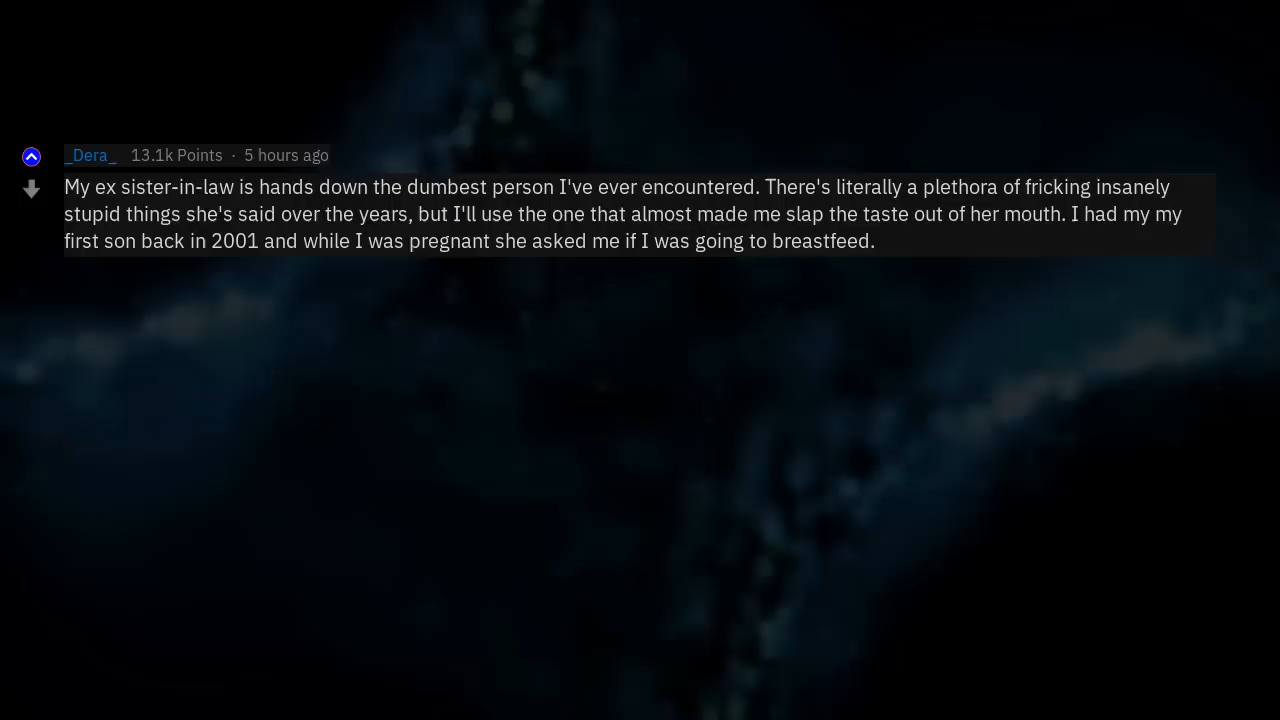 _Dera_ 13.1k Points · 5 hours ago
My ex sister-in-law is hands down the dumbest person I've ever encountered. There's literally a plethora of fricking insanely
stupid things she's said over the years, but I'll use the one that almost made me slap the taste out of her mouth. I had my my
first son back in 2001 and while I was pregnant she asked me if I was going to breastfeed.